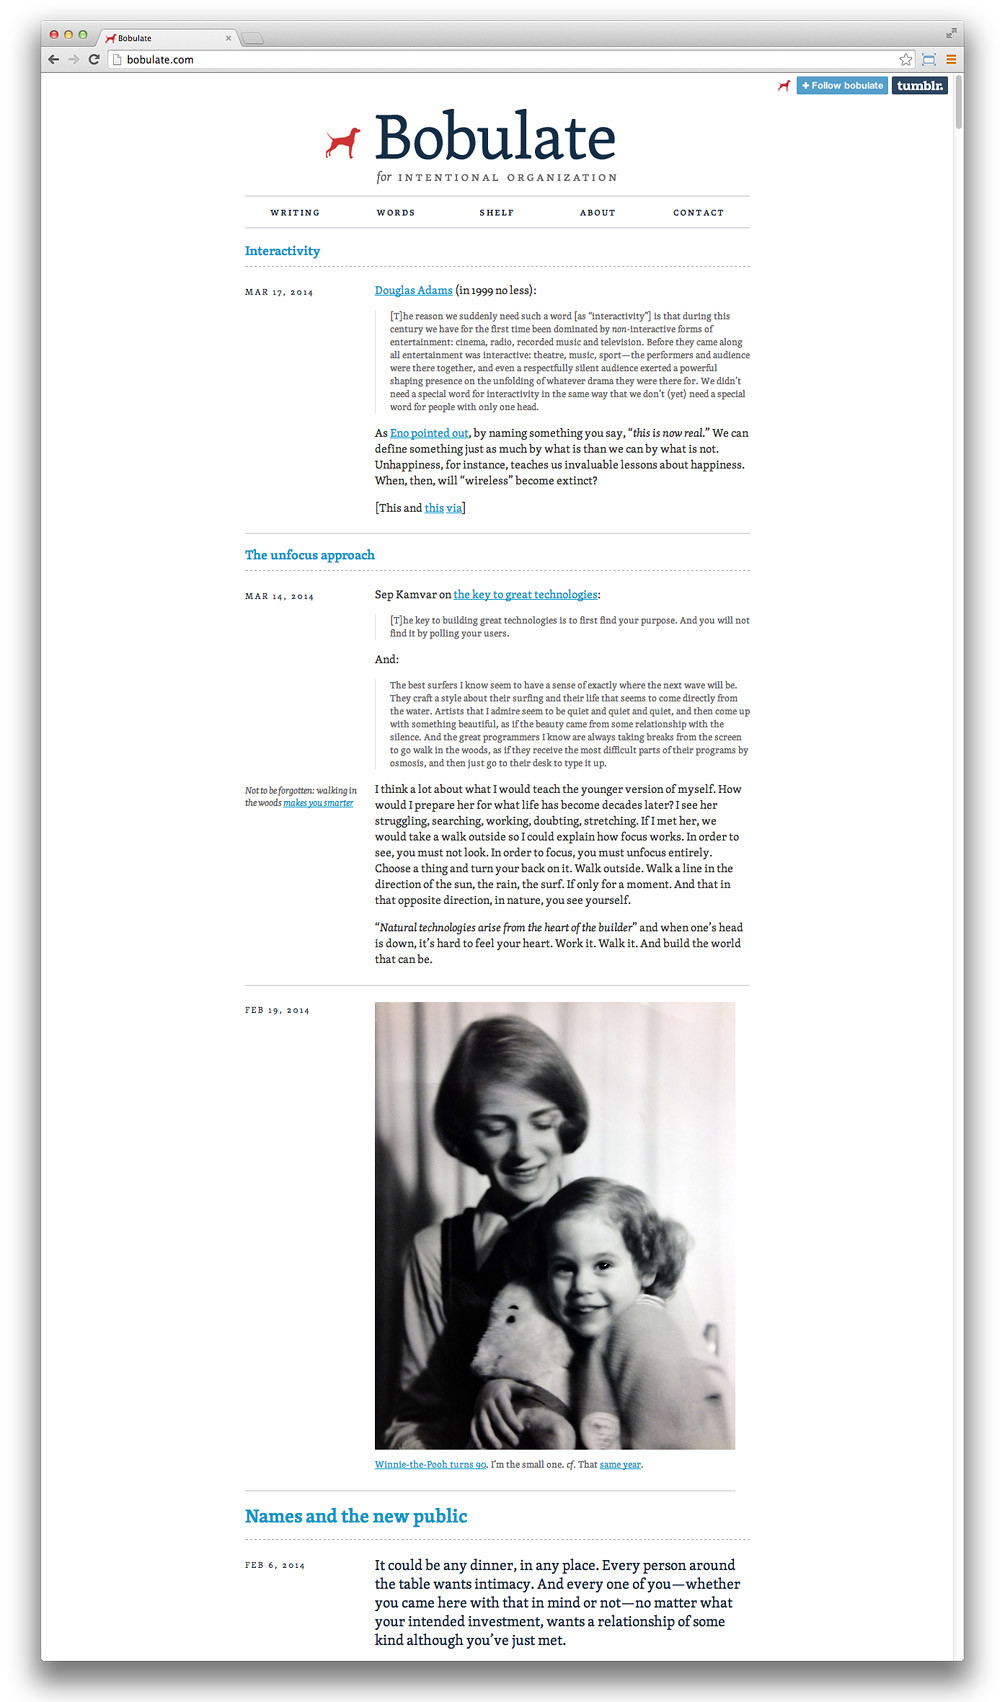 Bobulate
bobulate.com
Follow bobulate
tumblr.
Bobulate
for INTENTIONAL ORGANIZATION
WRITING WORDS SHELF ABOUT CONTACT
Interactivity
MAR 17, 2014
Douglas Adams (in 1999 no less):
[T]he reason we suddenly need such a word [as “interactivity”] is that during this
century we have for the first time been dominated by non-interactive forms of
entertainment: cinema, radio, recorded music and television. Before they came along
all entertainment was interactive: theatre, music, sport—the performers and audience
were there together, and even a respectfully silent audience exerted a powerful
shaping presence on the unfolding of whatever drama they were there for. We didn’t
need a special word for interactivity in the same way that we don’t (yet) need a special
word for people with only one head.
As Eno pointed out, by naming something you say, “this is now real.” We can
define something just as much by what is than we can by what is not.
Unhappiness, for instance, teaches us invaluable lessons about happiness.
When, then, will “wireless” become extinct?
[This and this via]
The unfocus approach
MAR 14, 2014
Sep Kamvar on the key to great technologies:
[T]he key to building great technologies is to first find your purpose. And you will not
find it by polling your users.
And:
The best surfers I know seem to have a sense of exactly where the next wave will be.
They craft a style about their surfing and their life that seems to come directly from
the water. Artists that I admire seem to be quiet and quiet and quiet, and then come up
with something beautiful, as if the beauty came from some relationship with the
silence. And the great programmers I know are always taking breaks from the screen
to go walk in the woods, as if they receive the most difficult parts of their programs by
osmosis, and then just go to their desk to type it up.
Not to be forgotten: walking in
the woods makes you smarter
I think a lot about what I would teach the younger version of myself. How
would I prepare her for what life has become decades later? I see her
struggling, searching, working, doubting, stretching. If I met her, we
would take a walk outside so I could explain how focus works. In order to
see, you must not look. In order to focus, you must unfocus entirely.
Choose a thing and turn your back on it. Walk outside. Walk a line in the
direction of the sun, the rain, the surf. If only for a moment. And that in
that opposite direction, in nature, you see yourself.
“Natural technologies arise from the heart of the builder” and when one’s head
is down, it’s hard to feel your heart. Work it. Walk it. And build the world
that can be.
FEB 19, 2014
Winnie-the-Pooh turns 90. I’m the small one. cf. That same year.
Names and the new public
FEB 6, 2014
It could be any dinner, in any place. Every person around
the table wants intimacy. And every one of you—whether
you came here with that in mind or not—no matter what
your intended investment, wants a relationship of some
kind although you’ve just met.